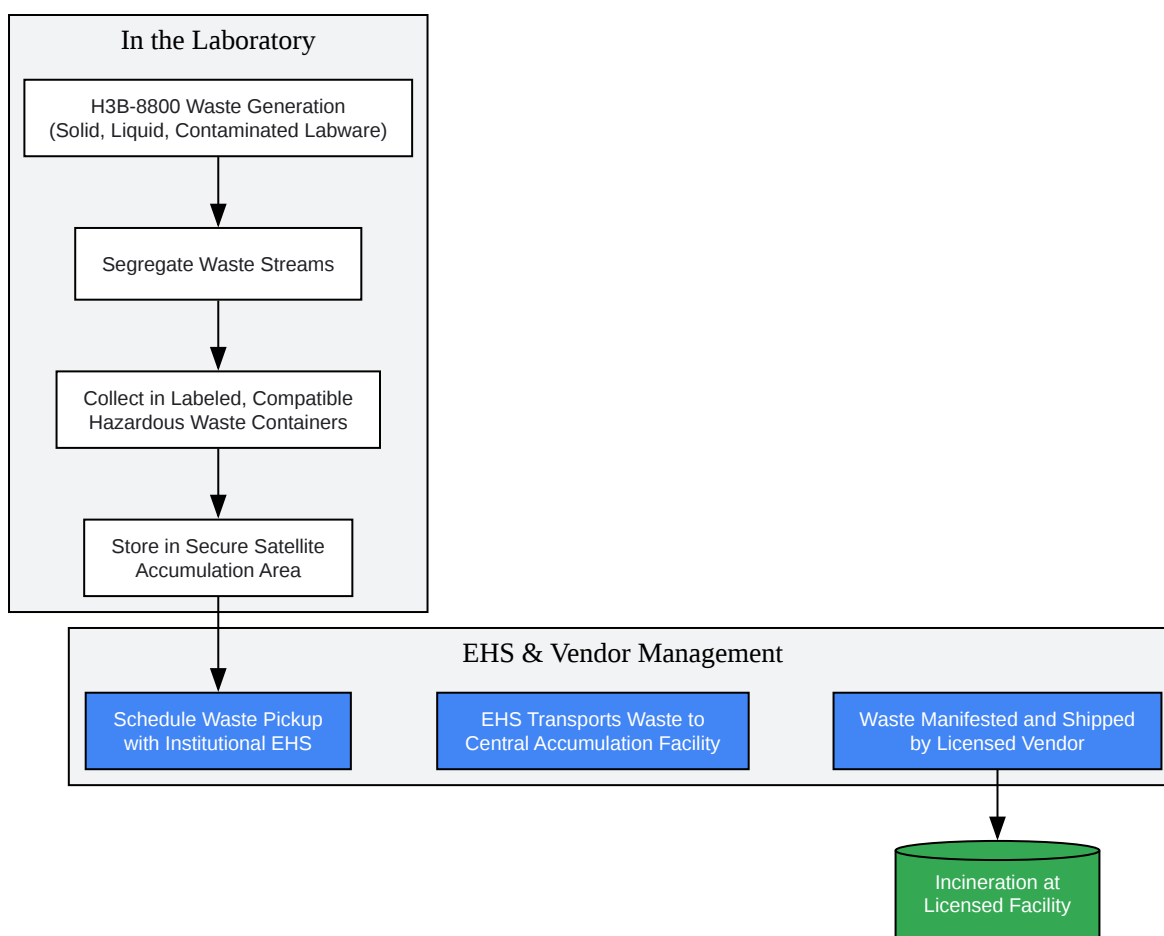 In the Laboratory
H3B-8800 Waste Generation
(Solid, Liquid, Contaminated Labware)
Segregate Waste Streams
Collect in Labeled, Compatible
Hazardous Waste Containers
Store in Secure Satellite
Accumulation Area
EHS & Vendor Management
Schedule Waste Pickup
with Institutional EHS
EHS Transports Waste to
Central Accumulation Facility
Waste Manifested and Shipped
by Licensed Vendor
Incineration at
Licensed Facility